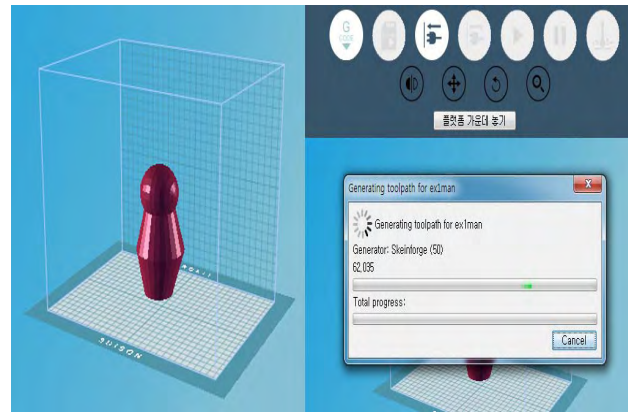 G
CODE
플랫폼 가운데 놓기
Generating toolpath for ex1man
Generating toolpath for ex1man
Generator: Skeinforge (50)
62,035
Total progress:
Cancel